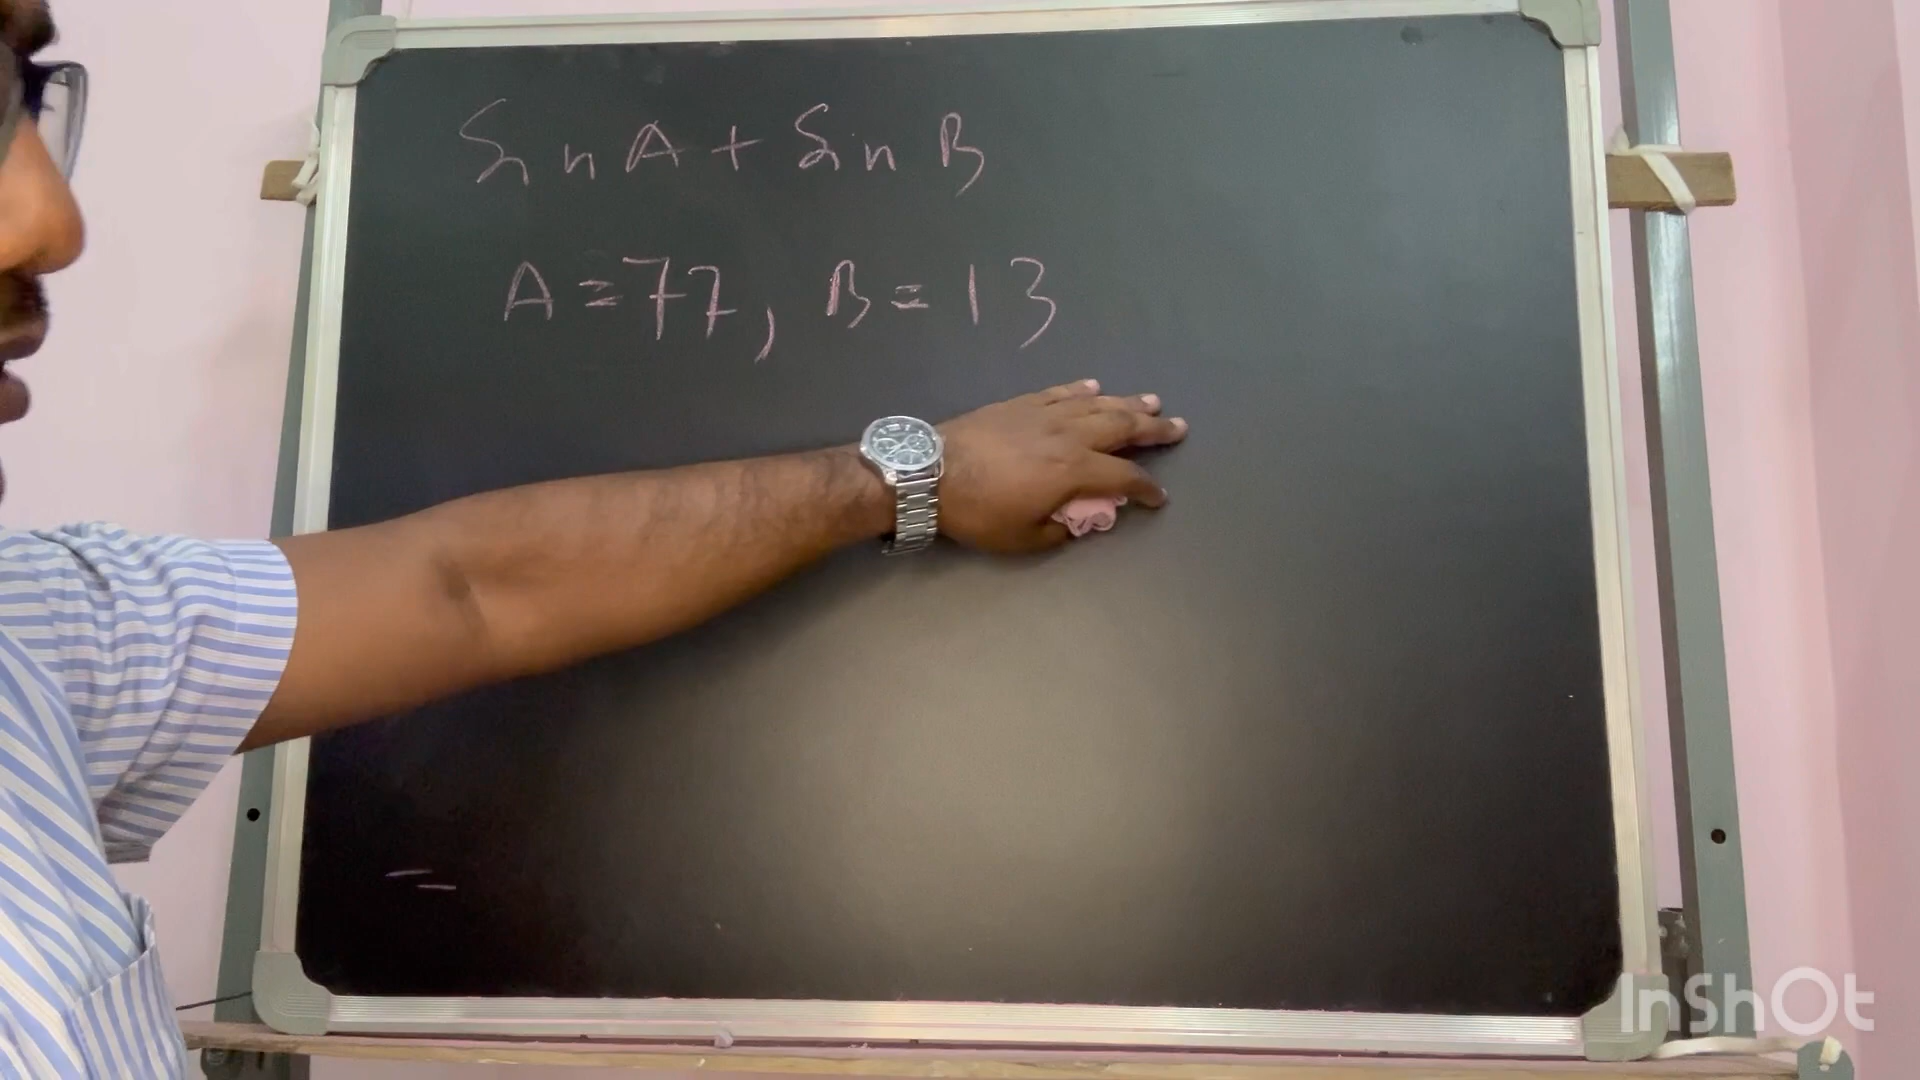 Sin A + Sin B
A = 77, B = 13
InShOt